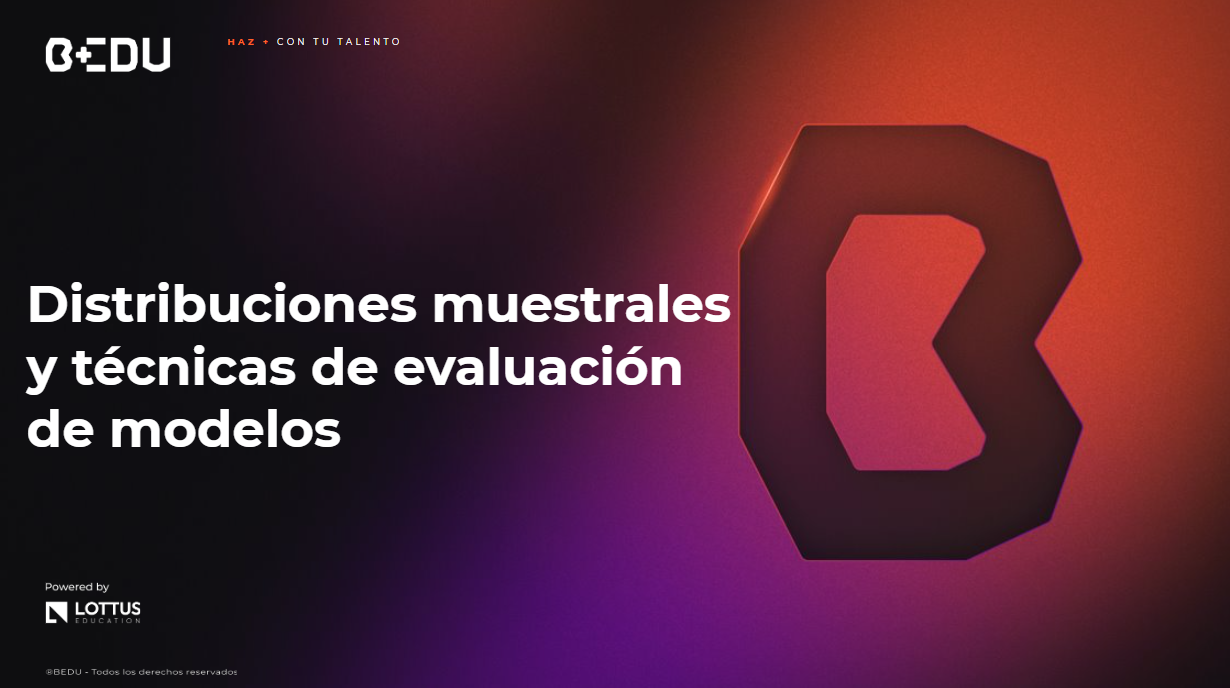 BEDU
HAZ + CON TU TALENTO
Distribuciones muestrales
y técnicas de evaluación
de modelos
Powered by
LOTTUS
EDUCATION
®BEDU - Todos los derechos reservados